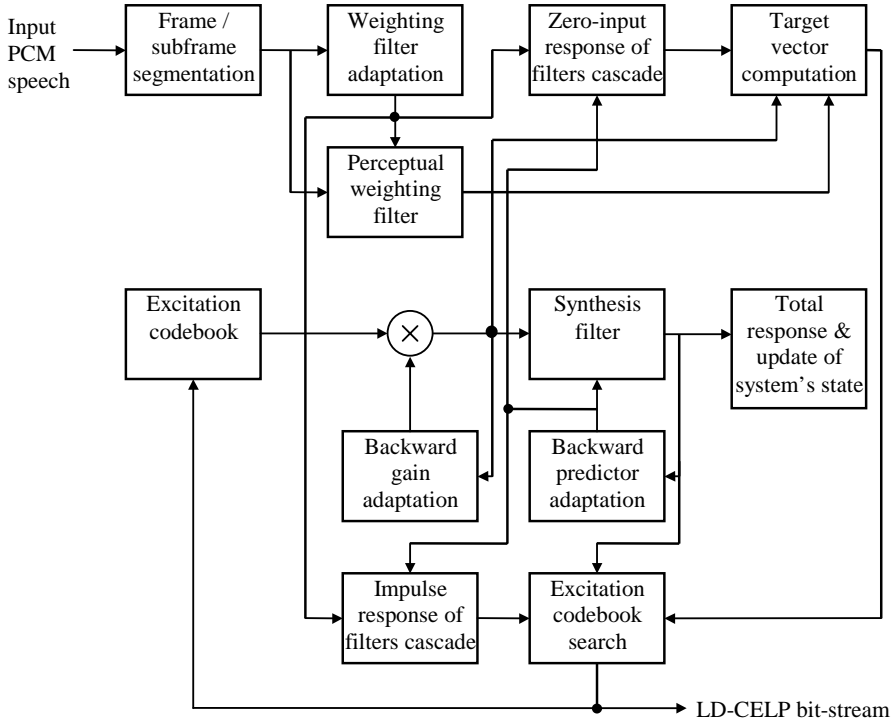 Input
PCM
speech
Frame /
subframe
segmentation
Weighting
filter
adaptation
Zero-input
response of
filters cascade
Target
vector
computation
Perceptual
weighting
filter
Excitation
codebook
×
Synthesis
filter
Total
response &
update of
system's state
Backward
gain
adaptation
Backward
predictor
adaptation
Impulse
response of
filters cascade
Excitation
codebook
search
LD-CELP bit-stream